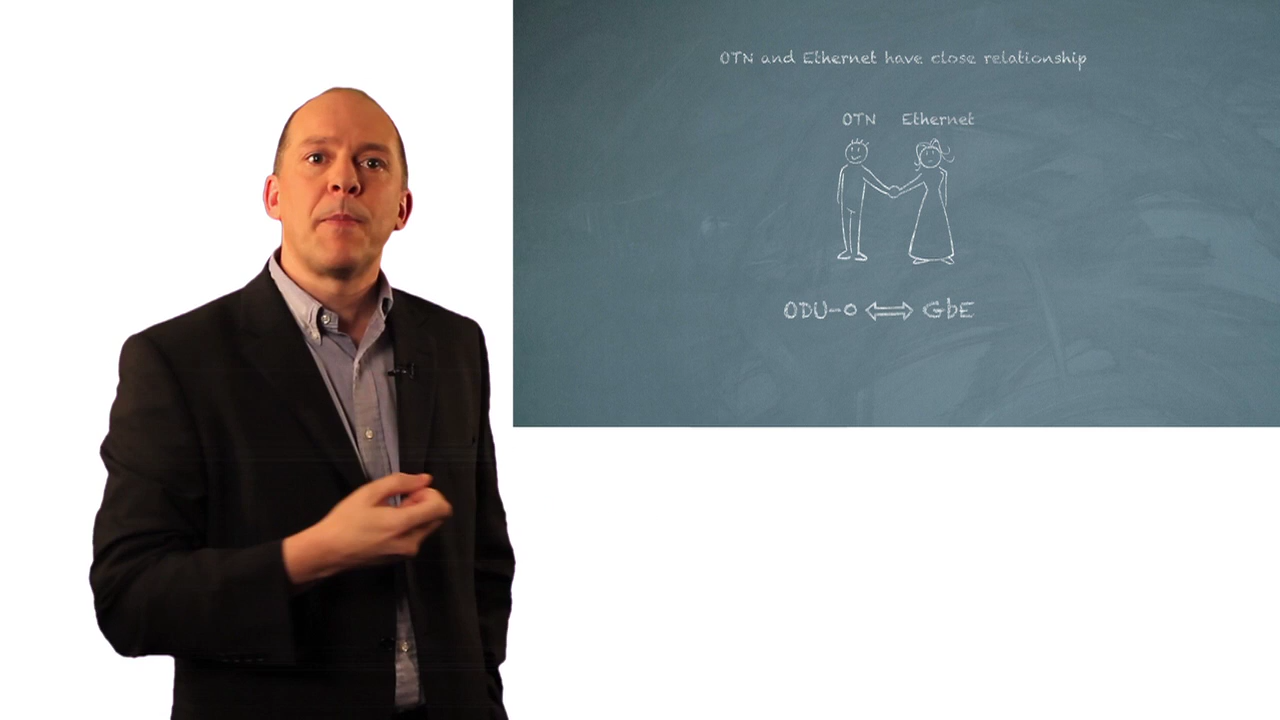 OTN and Ethernet have close relationship
OTN Ethernet
ODU-0 ⟺ GbE